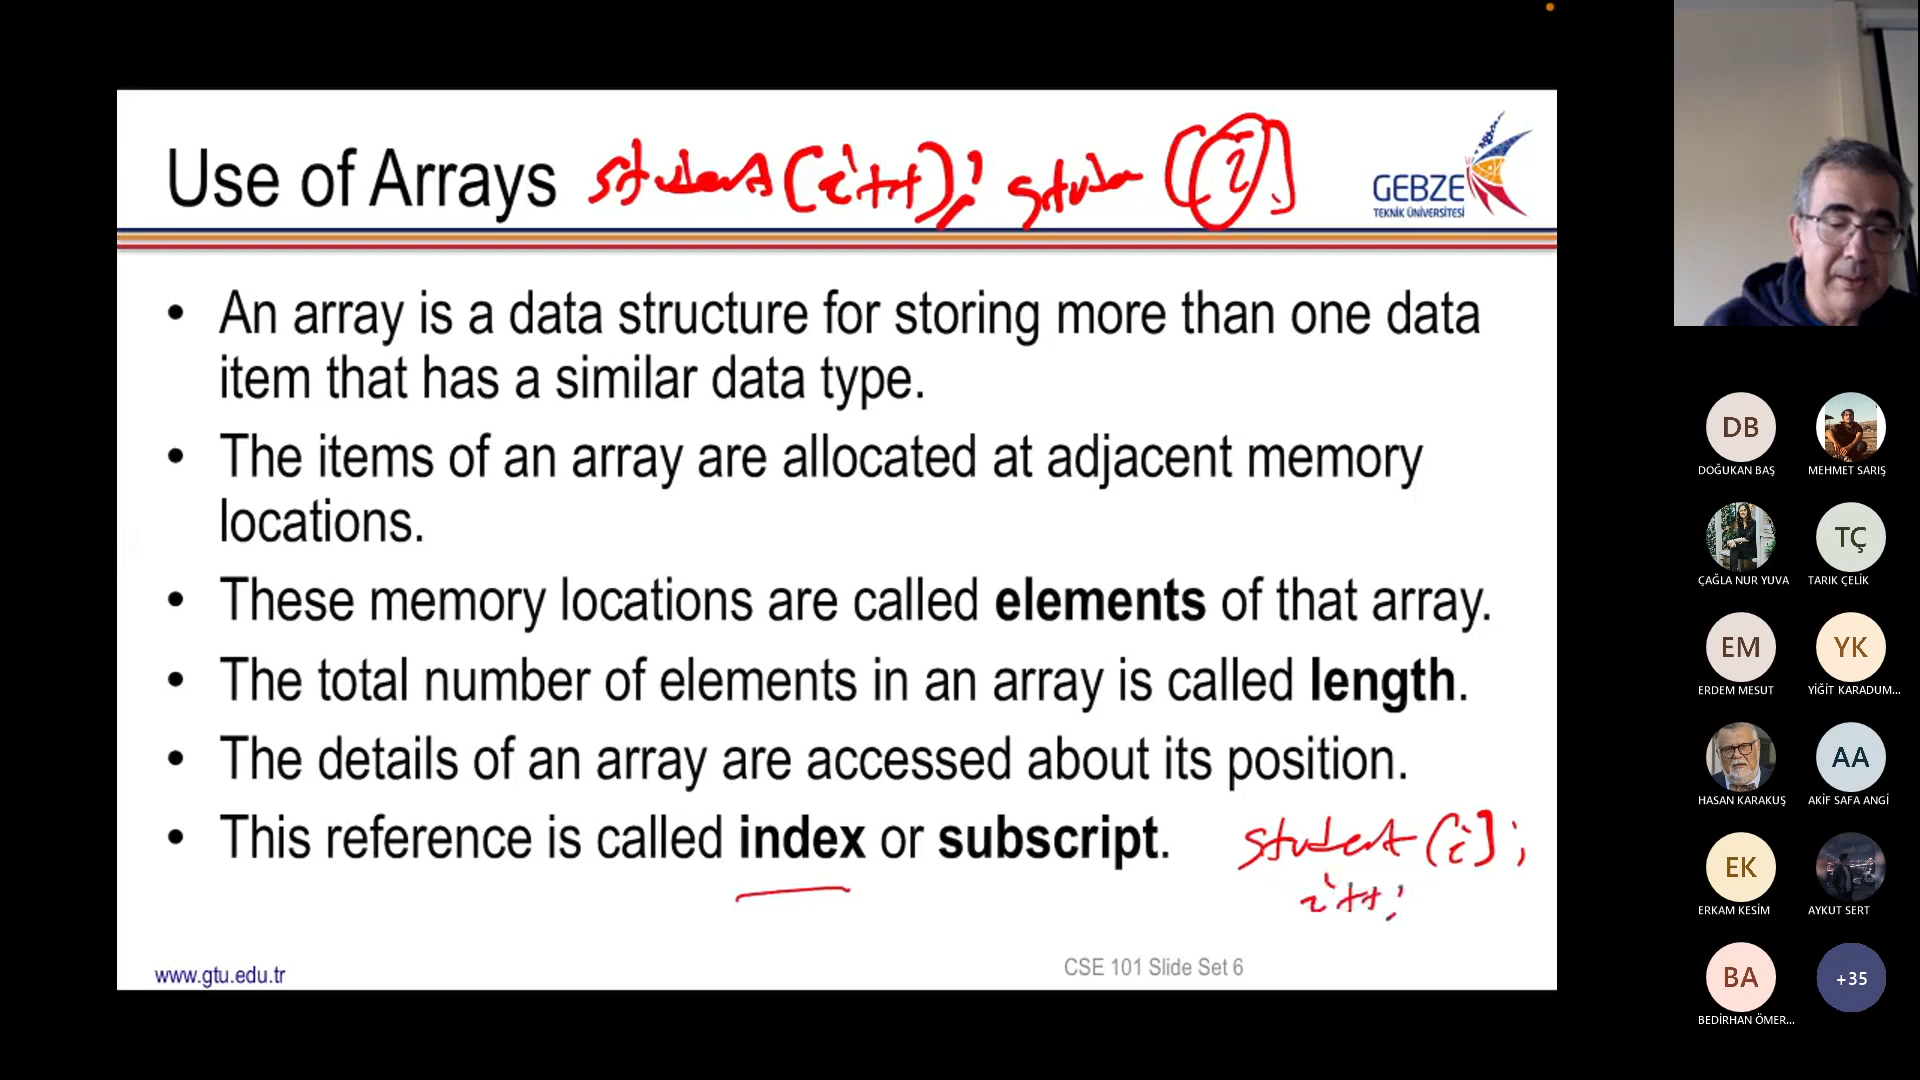 Use of Arrays student[i++]; studen [i]
GEBZE
TEKNİK ÜNİVERSİTESİ
• An array is a data structure for storing more than one data
item that has a similar data type.
• The items of an array are allocated at adjacent memory
locations.
• These memory locations are called elements of that array.
• The total number of elements in an array is called length.
• The details of an array are accessed about its position.
• This reference is called index or subscript.
student[i];
i++;
www.gtu.edu.tr
CSE 101 Slide Set 6
DB
DOĞUKAN BAŞ
MEHMET SARIŞ
ÇAĞLA NUR YUVA
TÇ
TARIK ÇELİK
EM
ERDEM MESUT
YK
YİĞİT KARADUM...
HASAN KARAKUŞ
AA
AKİF SAFA ANGİ
EK
ERKAM KESİM
AYKUT SERT
BA
BEDİRHAN ÖMER...
+35